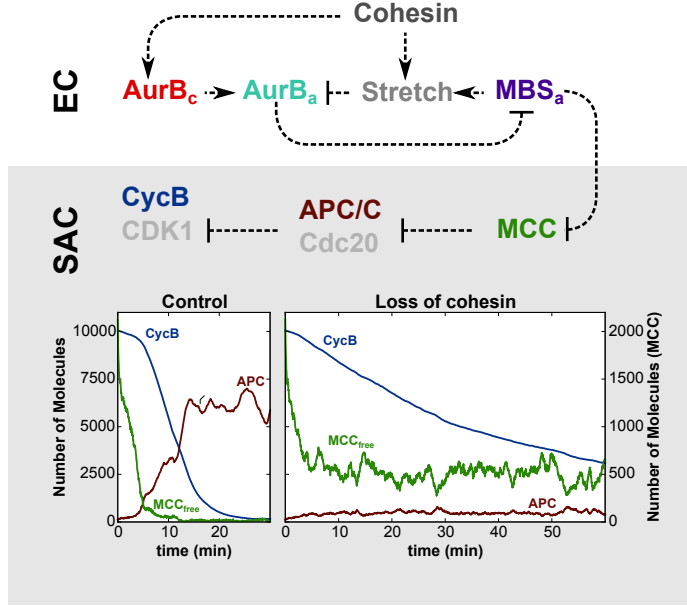 Cohesin
EC
AurBc AurBa Stretch MBSa
SAC
CycB
CDK1
APC/C
Cdc20
MCC
Control
Loss of cohesin
Number of Molecules
10000
7500
5000
2500
0
CycB
APC
MCCfree
0 10 20
time (min)
CycB
MCCfree
APC
0 10 20 30 40 50
time (min)
2000
1500
1000
500
0
Number of Molecules (MCC)